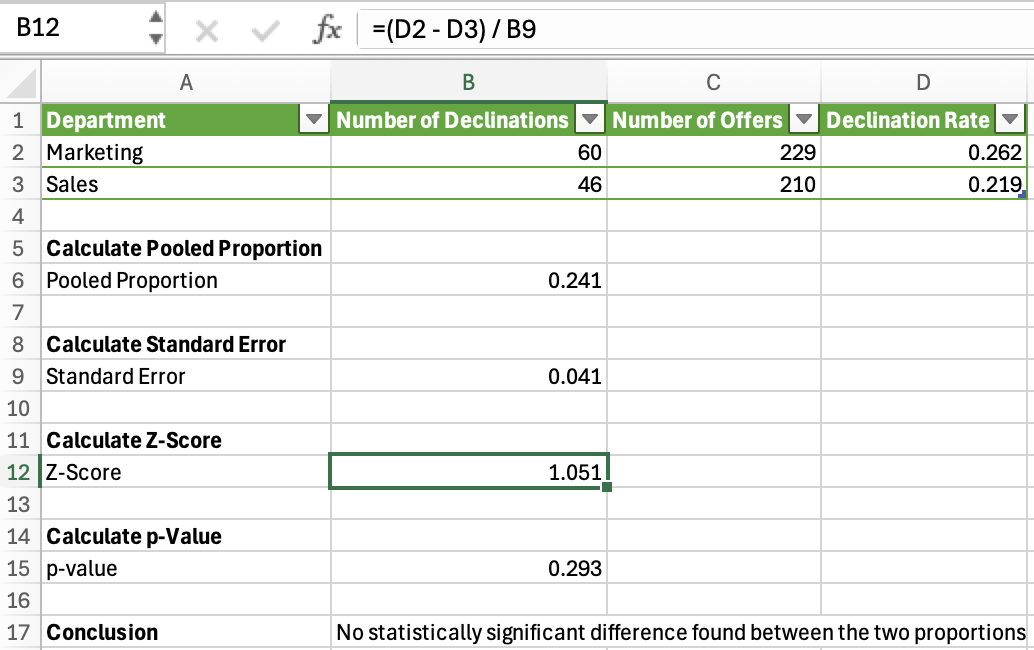 B12 fx =(D2 - D3) / B9
A B C D
1 Department Number of Declinations Number of Offers Declination Rate
2 Marketing 60 229 0.262
3 Sales 46 210 0.219
4
5 Calculate Pooled Proportion
6 Pooled Proportion 0.241
7
8 Calculate Standard Error
9 Standard Error 0.041
10
11 Calculate Z-Score
12 Z-Score 1.051
13
14 Calculate p-Value
15 p-value 0.293
16
17 Conclusion No statistically significant difference found between the two proportions